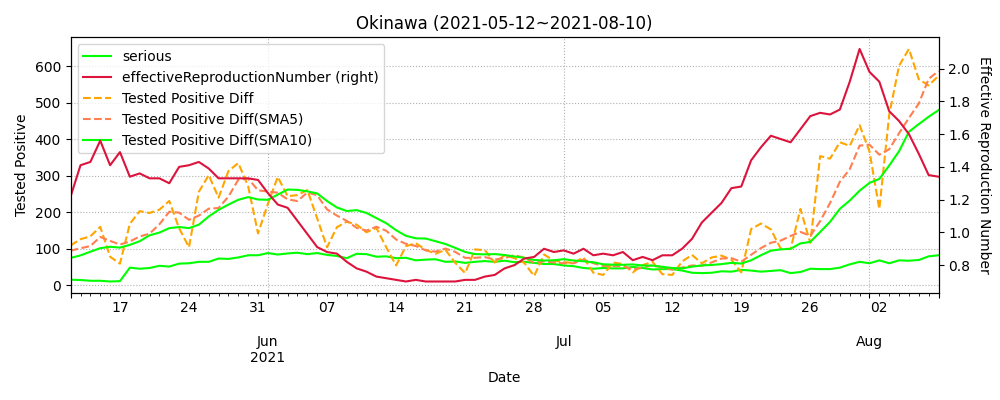 Okinawa (2021-05-12~2021-08-10)
serious
effectiveReproductionNumber (right)
Tested Positive Diff
Tested Positive Diff(SMA5)
Tested Positive Diff(SMA10)
Tested Positive
600
500
400
300
200
100
0
2.0
1.8
1.6
1.4
1.2
1.0
0.8
Effective Reproduction Number
17 24 31 07 14 21 28 05 12 19 26 02
Jun Jul Aug
2021
Date